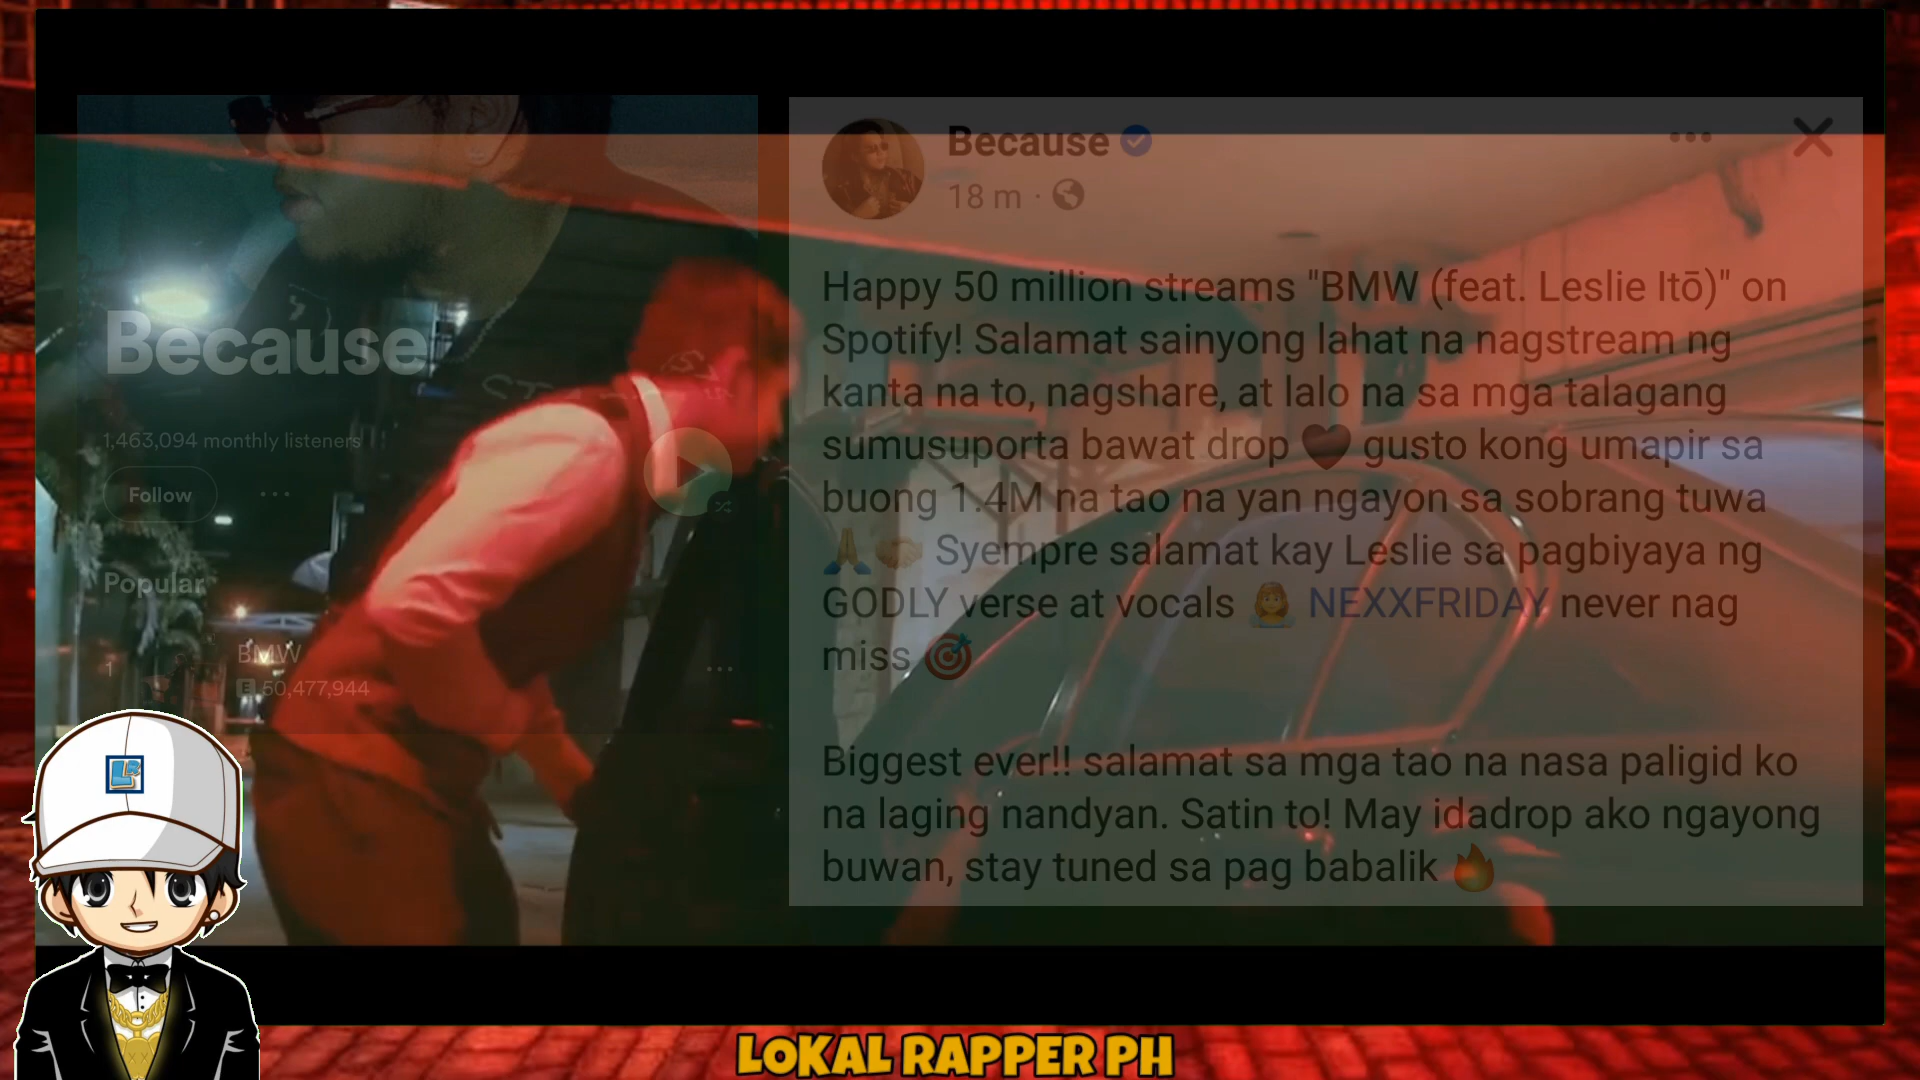 Because
1,463,094 monthly listeners
Follow
Popular
1
BMW
E 50,477,944
Because
18 m ·
Happy 50 million streams "BMW (feat. Leslie Itō)" on
Spotify! Salamat sainyong lahat na nagstream ng
kanta na to, nagshare, at lalo na sa mga talagang
sumusuporta bawat drop 🖤 gusto kong umapir sa
buong 1.4M na tao na yan ngayon sa sobrang tuwa
🙏🤝 Syempre salamat kay Leslie sa pagbiyaya ng
GODLY verse at vocals 👸 NEXXFRIDAY never nag
miss 🎯
Biggest ever!! salamat sa mga tao na nasa paligid ko
na laging nandyan. Satin to! May idadrop ako ngayong
buwan, stay tuned sa pag babalik 🔥
LOKAL RAPPER PH